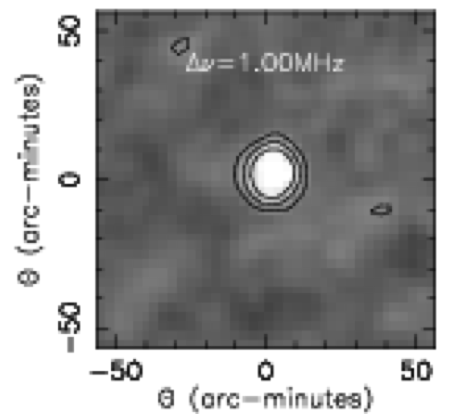 Δν=1.00MHz
50
0
−50
Θ (arc−minutes)
−50
0
50
Θ (arc−minutes)